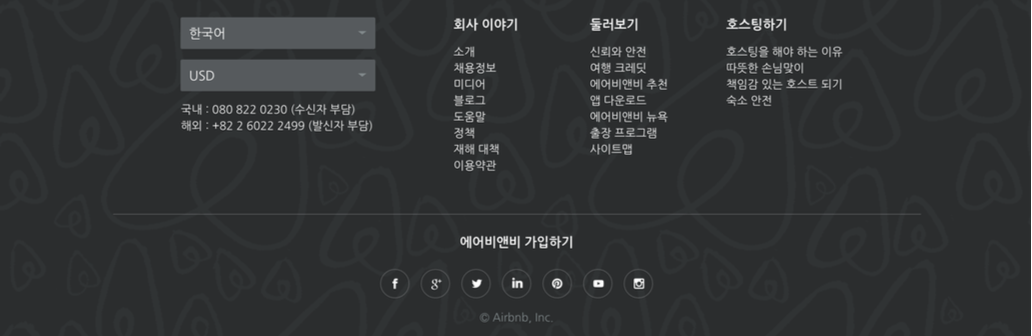 한국어
USD
국내 : 080 822 0230 (수신자 부담)
해외 : +82 2 6022 2499 (발신자 부담)
회사 이야기
소개
채용정보
미디어
블로그
도움말
정책
재해 대책
이용약관
둘러보기
신뢰와 안전
여행 크레딧
에어비앤비 추천
앱 다운로드
에어비앤비 뉴욕
출장 프로그램
사이트맵
호스팅하기
호스팅을 해야 하는 이유
따뜻한 손님맞이
책임감 있는 호스트 되기
숙소 안전
에어비앤비 가입하기
© Airbnb, Inc.